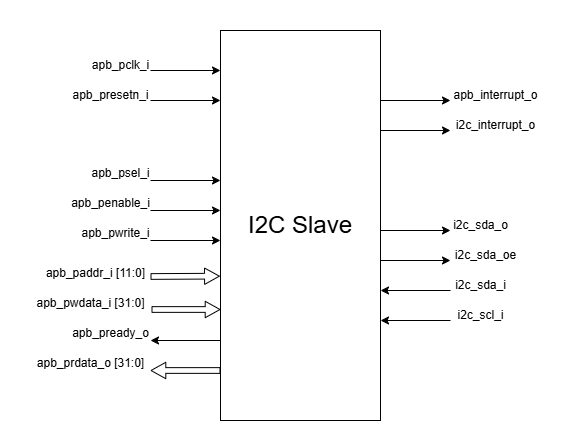 apb_pclk_i
apb_presetn_i
apb_psel_i
apb_penable_i
apb_pwrite_i
apb_paddr_i [11:0]
apb_pwdata_i [31:0]
apb_pready_o
apb_prdata_o [31:0]
I2C Slave
apb_interrupt_o
i2c_interrupt_o
i2c_sda_o
i2c_sda_oe
i2c_sda_i
i2c_scl_i